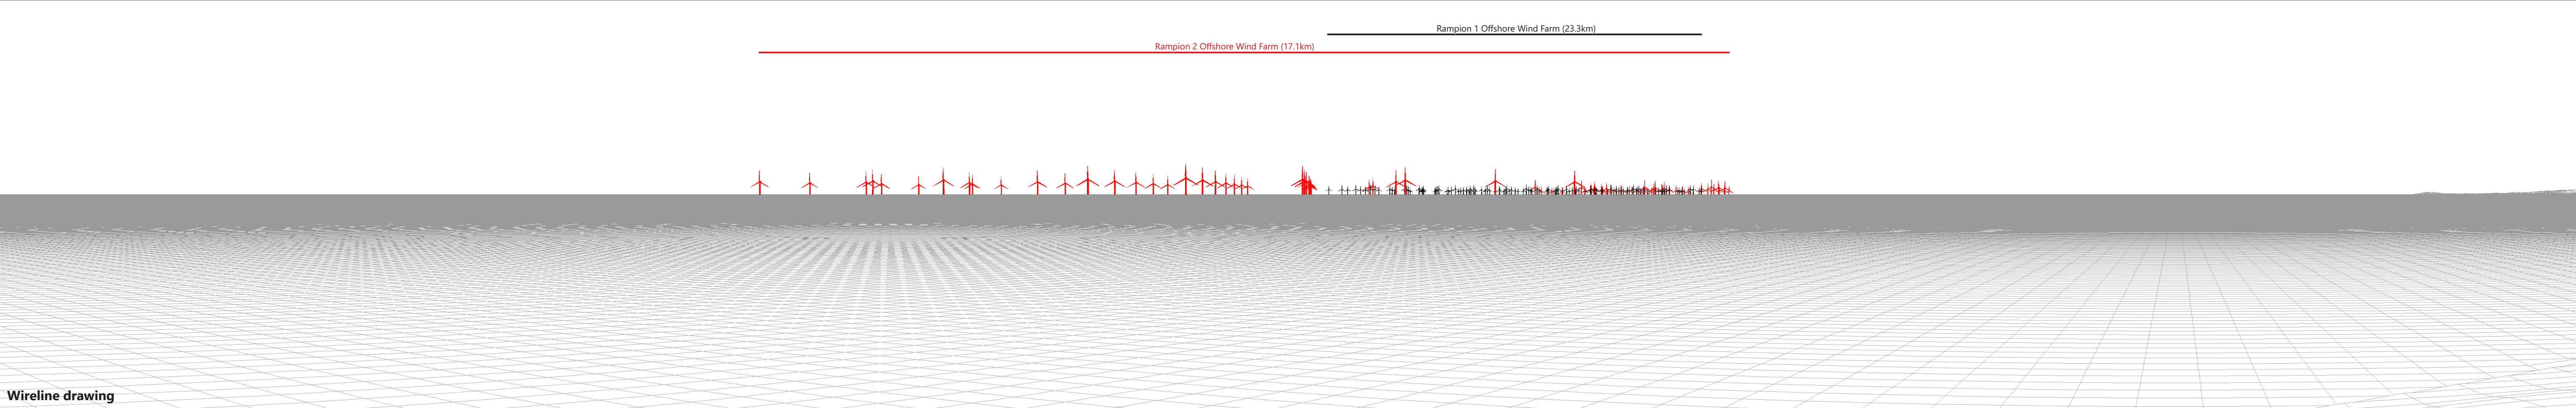 Rampion 1 Offshore Wind Farm (23.3km)
Rampion 2 Offshore Wind Farm (17.1km)
Wireline drawing